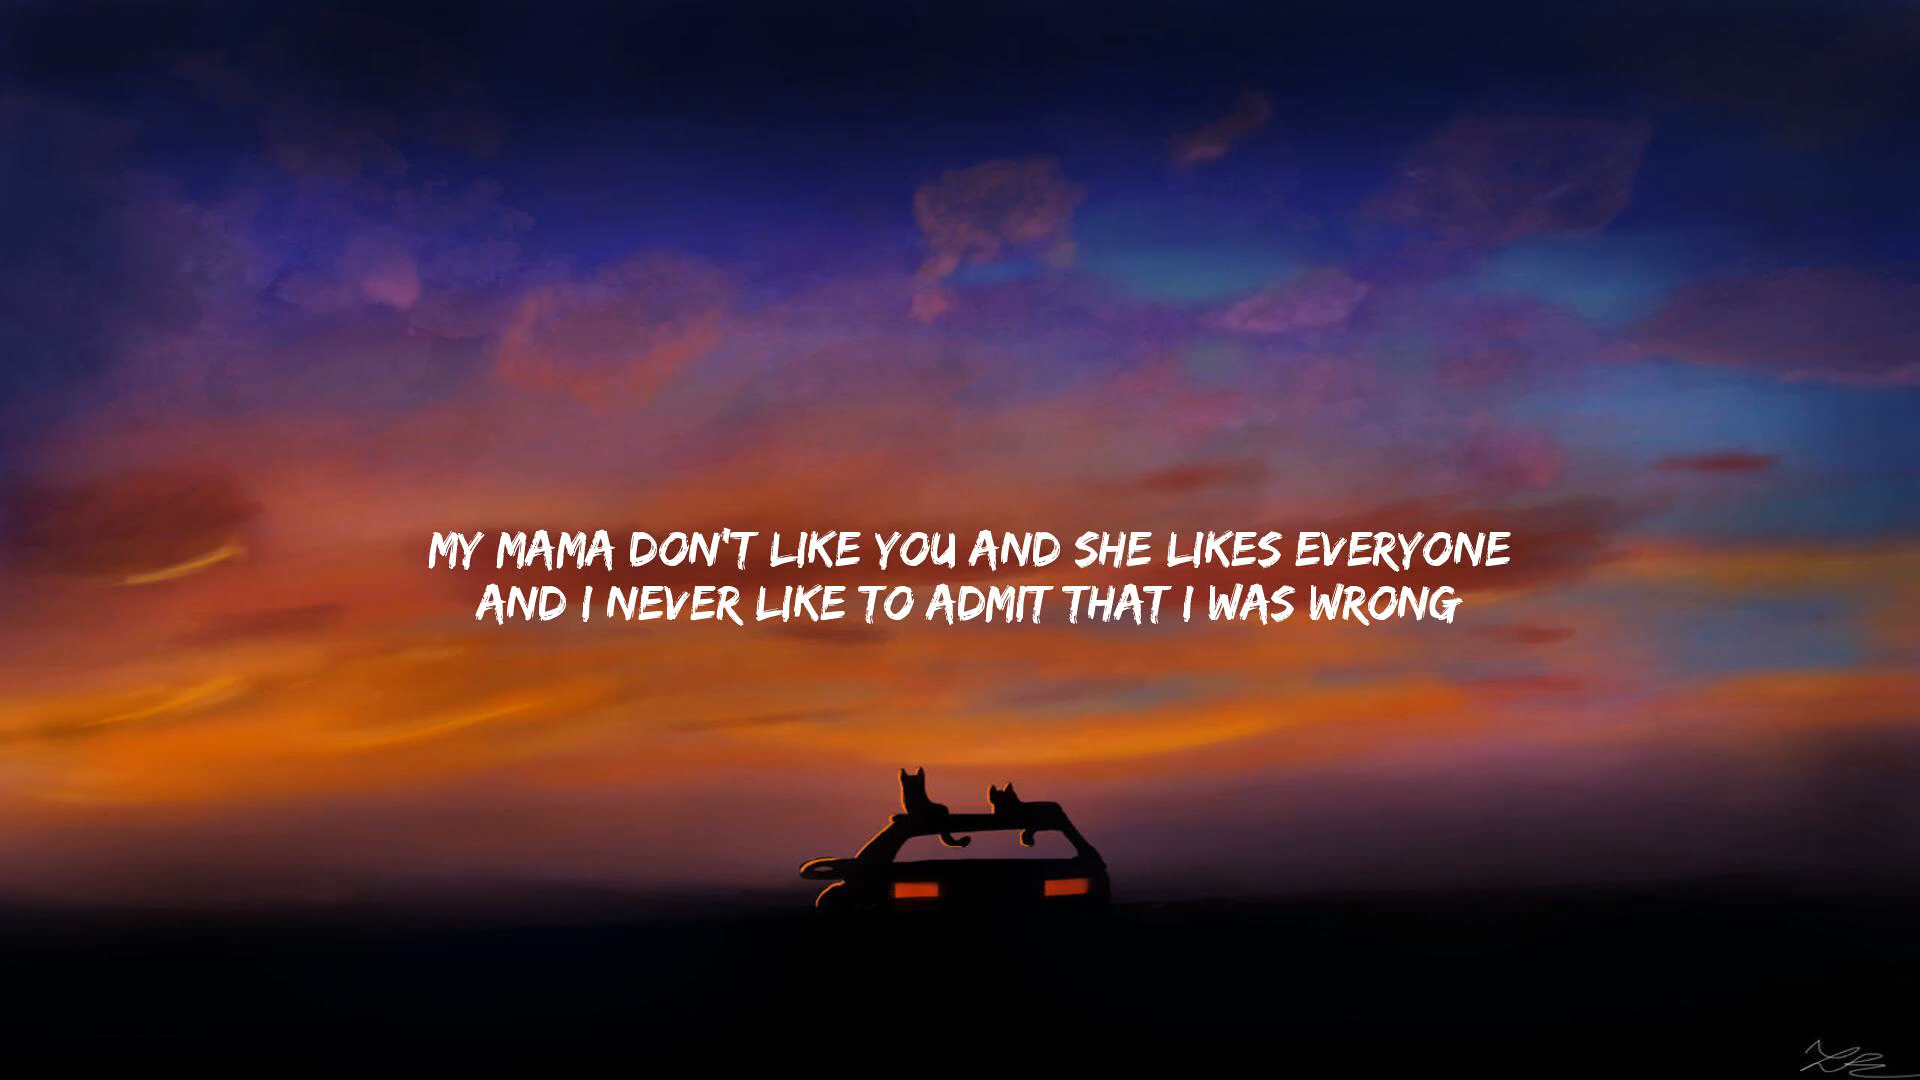 MY MAMA DON'T LIKE YOU AND SHE LIKES EVERYONE
AND I NEVER LIKE TO ADMIT THAT I WAS WRONG